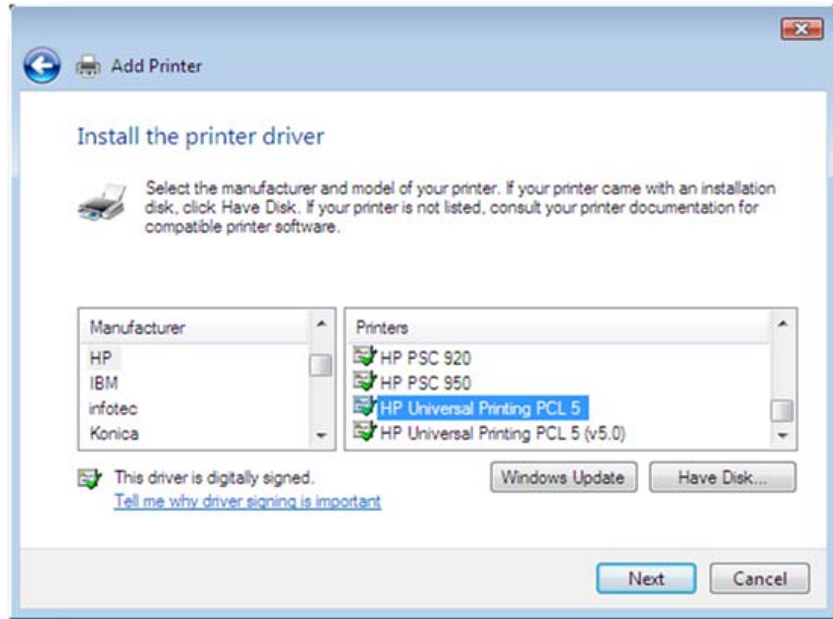 Add Printer
Install the printer driver
Select the manufacturer and model of your printer. If your printer came with an installation
disk, click Have Disk. If your printer is not listed, consult your printer documentation for
compatible printer software.
Manufacturer
HP
IBM
infotec
Konica
Printers
HP PSC 920
HP PSC 950
HP Universal Printing PCL 5
HP Universal Printing PCL 5 (v5.0)
This driver is digitally signed.
Tell me why driver signing is important
Windows Update
Have Disk...
Next
Cancel